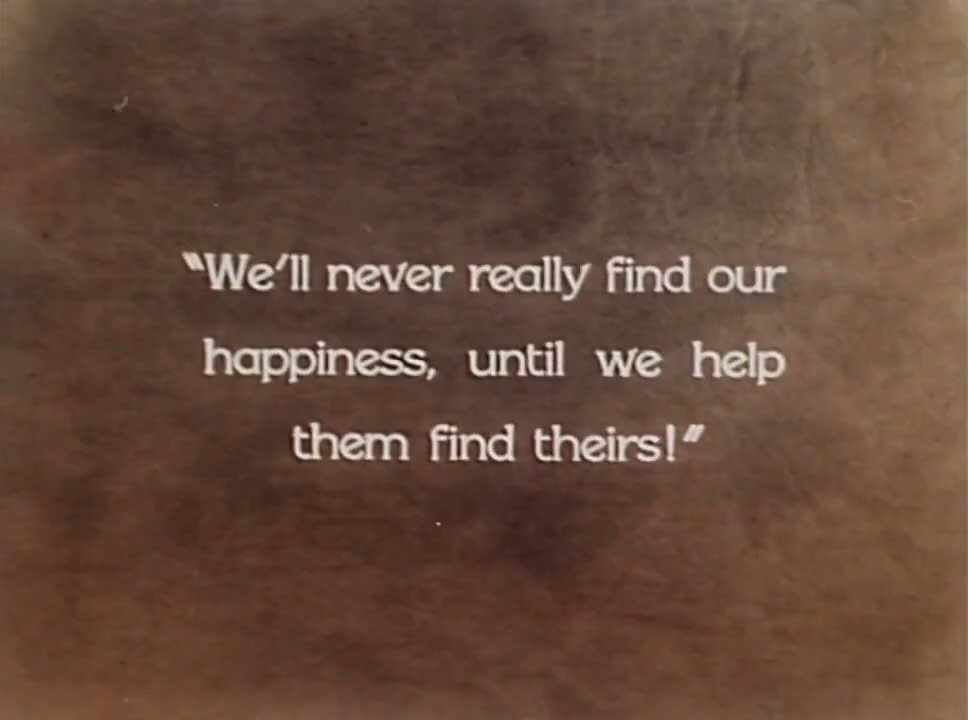 “We’ll never really find our
happiness, until we help
them find theirs!”